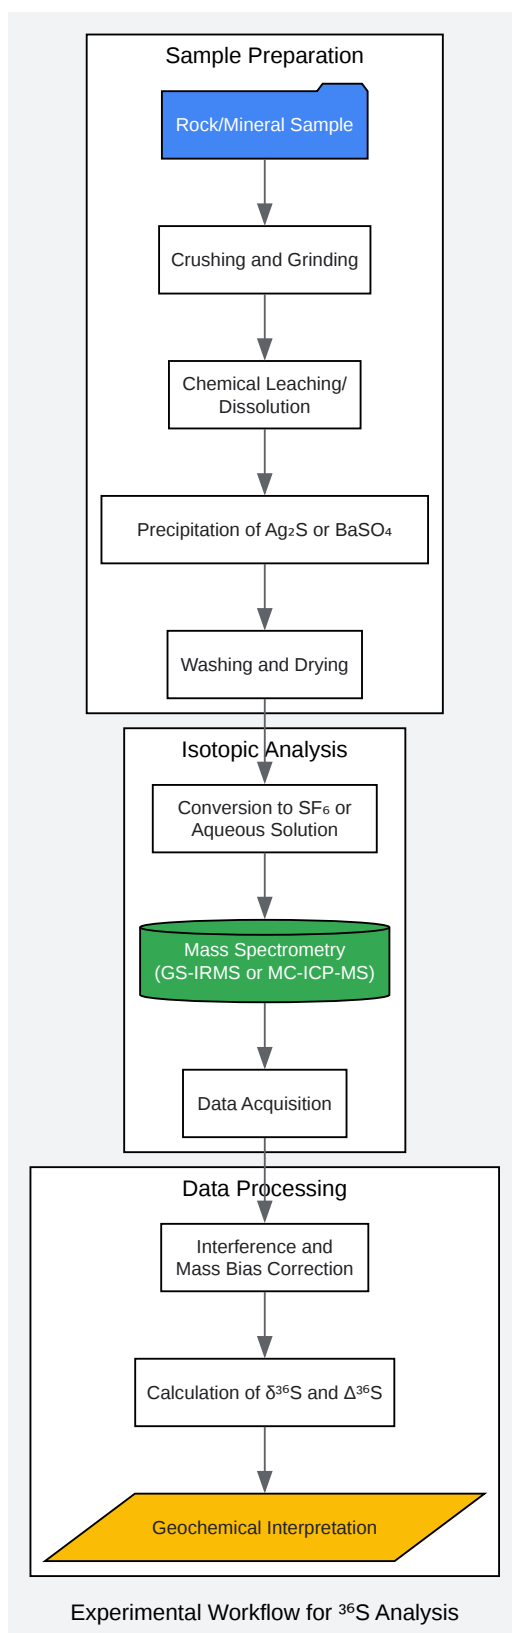 Sample Preparation
Rock/Mineral Sample
Crushing and Grinding
Chemical Leaching/
Dissolution
Precipitation of Ag₂S or BaSO₄
Washing and Drying
Isotopic Analysis
Conversion to SF₆ or
Aqueous Solution
Mass Spectrometry
(GS-IRMS or MC-ICP-MS)
Data Acquisition
Data Processing
Interference and
Mass Bias Correction
Calculation of δ³⁶S and Δ³⁶S
Geochemical Interpretation
Experimental Workflow for ³⁶S Analysis